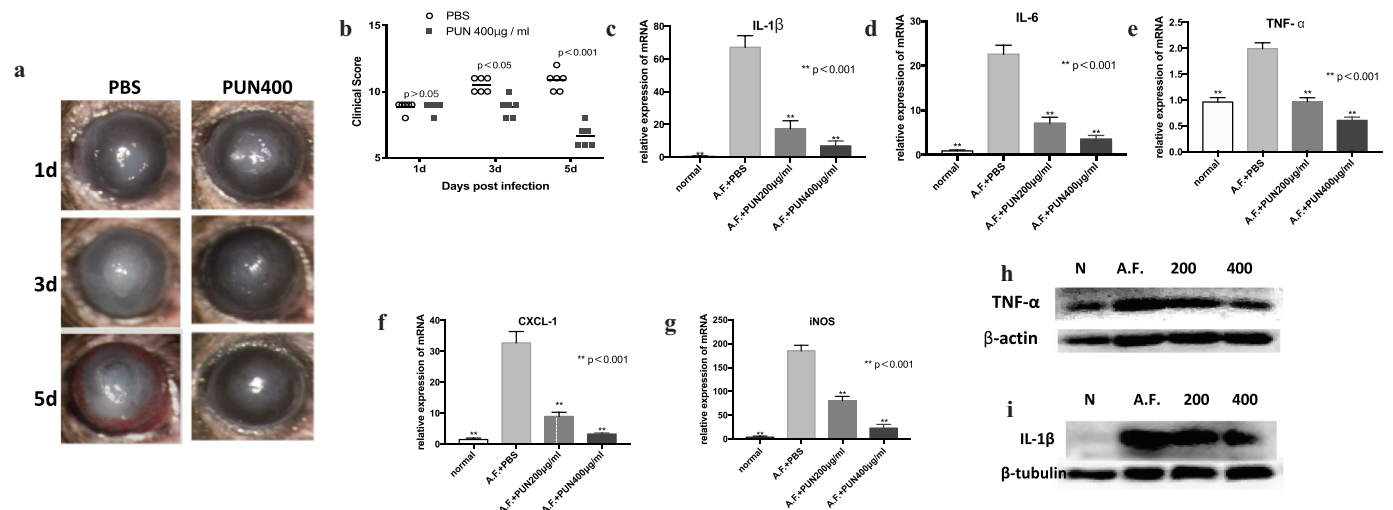 a
PBS
PUN400
1d
3d
5d
b
PBS
PUN 400µg / ml
Clinical Score
15
10
5
p>0.05
p<0.05
p<0.001
1d
3d
5d
Days post infection
c
IL-1β
relative expression of mRNA
80
60
40
20
0
** p<0.001
**
**
**
normal
A.F.+PBS
A.F.+PUN200µg/ml
A.F.+PUN400µg/ml
d
IL-6
relative expression of mRNA
30
20
10
0
** p<0.001
**
**
**
normal
A.F.+PBS
A.F.+PUN200µg/ml
A.F.+PUN400µg/ml
e
TNF- α
relative expression of mRNA
2.5
2.0
1.5
1.0
0.5
0.0
** p<0.001
**
**
**
normal
A.F.+PBS
A.F.+PUN200µg/ml
A.F.+PUN400µg/ml
f
CXCL-1
relative expression of mRNA
40
30
20
10
0
** p<0.001
**
**
**
normal
A.F.+PBS
A.F.+PUN200µg/ml
A.F.+PUN400µg/ml
g
iNOS
relative expression of mRNA
250
200
150
100
50
0
** p<0.001
**
**
**
normal
A.F.+PBS
A.F.+PUN200µg/ml
A.F.+PUN400µg/ml
h
N A.F. 200 400
TNF-α
β-actin
i
N A.F. 200 400
IL-1β
β-tubulin